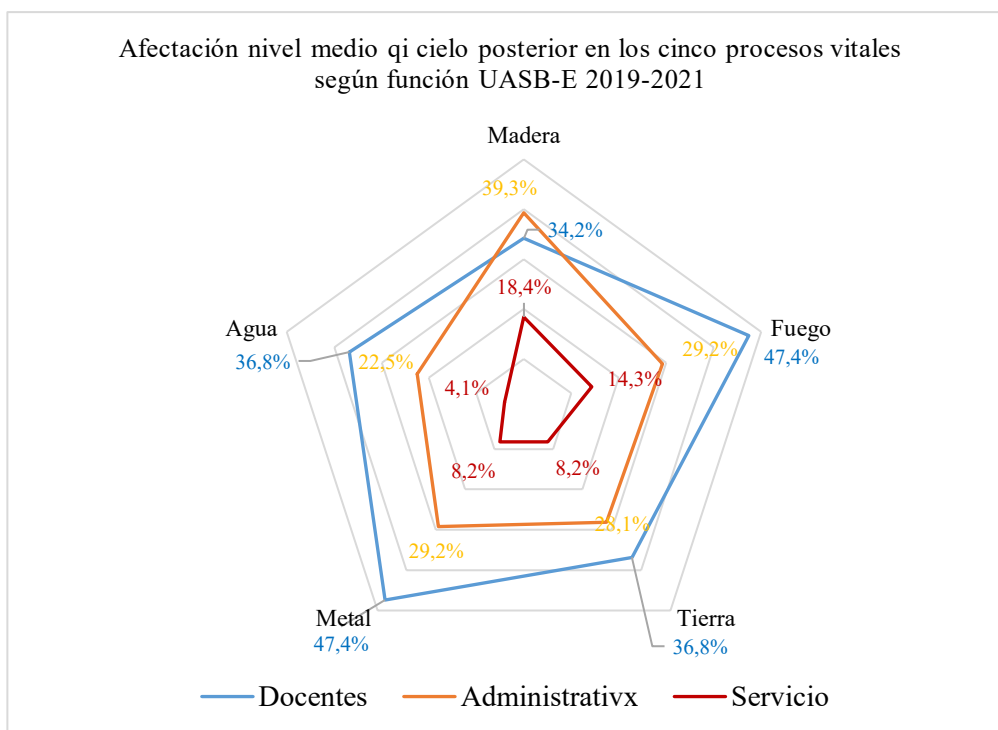 Afectación nivel medio qi cielo posterior en los cinco procesos vitales
según función UASB-E 2019-2021
Madera
39,3%
34,2%
18,4%
Agua
36,8%
22,5%
4,1%
Fuego
29,2%
47,4%
14,3%
8,2%
8,2%
28,1%
29,2%
Metal
47,4%
Tierra
36,8%
Docentes
Administrativx
Servicio